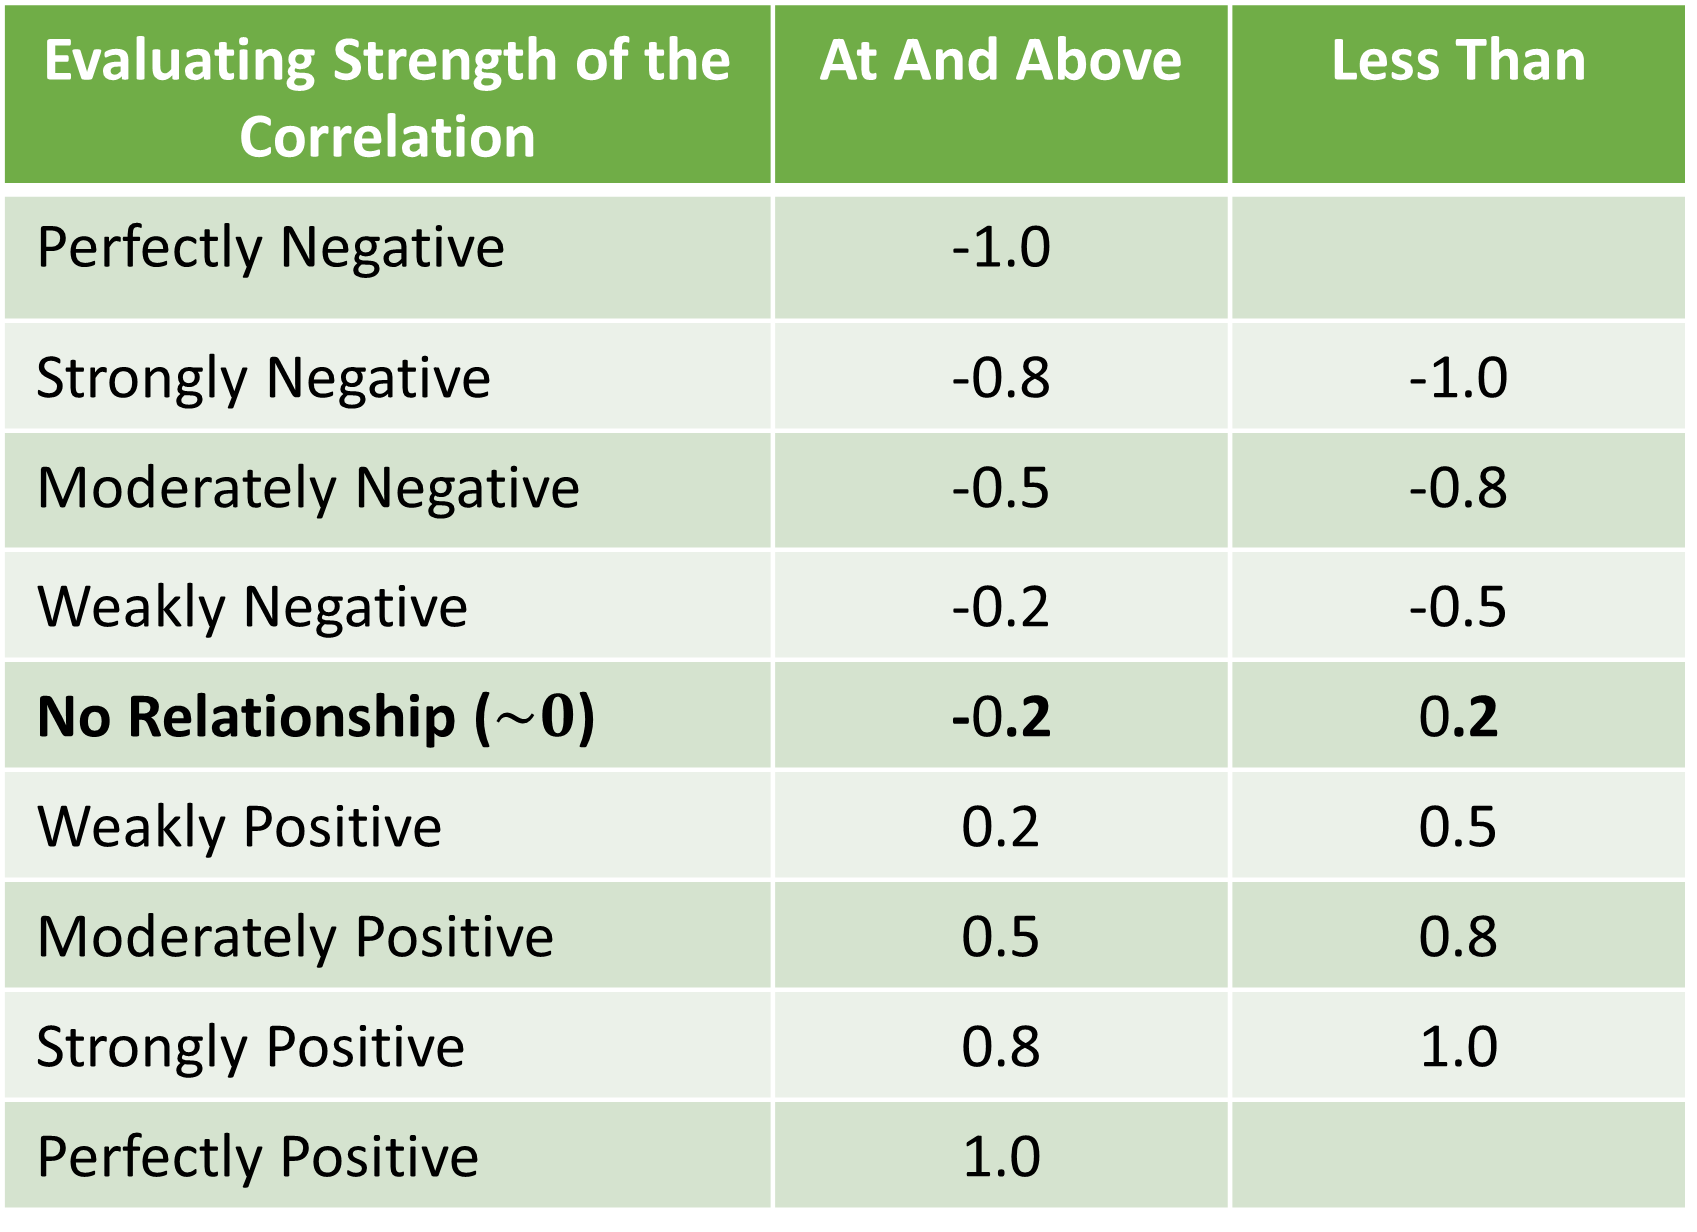 Evaluating Strength of the Correlation At And Above Less Than
Perfectly Negative -1.0
Strongly Negative -0.8 -1.0
Moderately Negative -0.5 -0.8
Weakly Negative -0.2 -0.5
No Relationship (~0) -0.2 0.2
Weakly Positive 0.2 0.5
Moderately Positive 0.5 0.8
Strongly Positive 0.8 1.0
Perfectly Positive 1.0